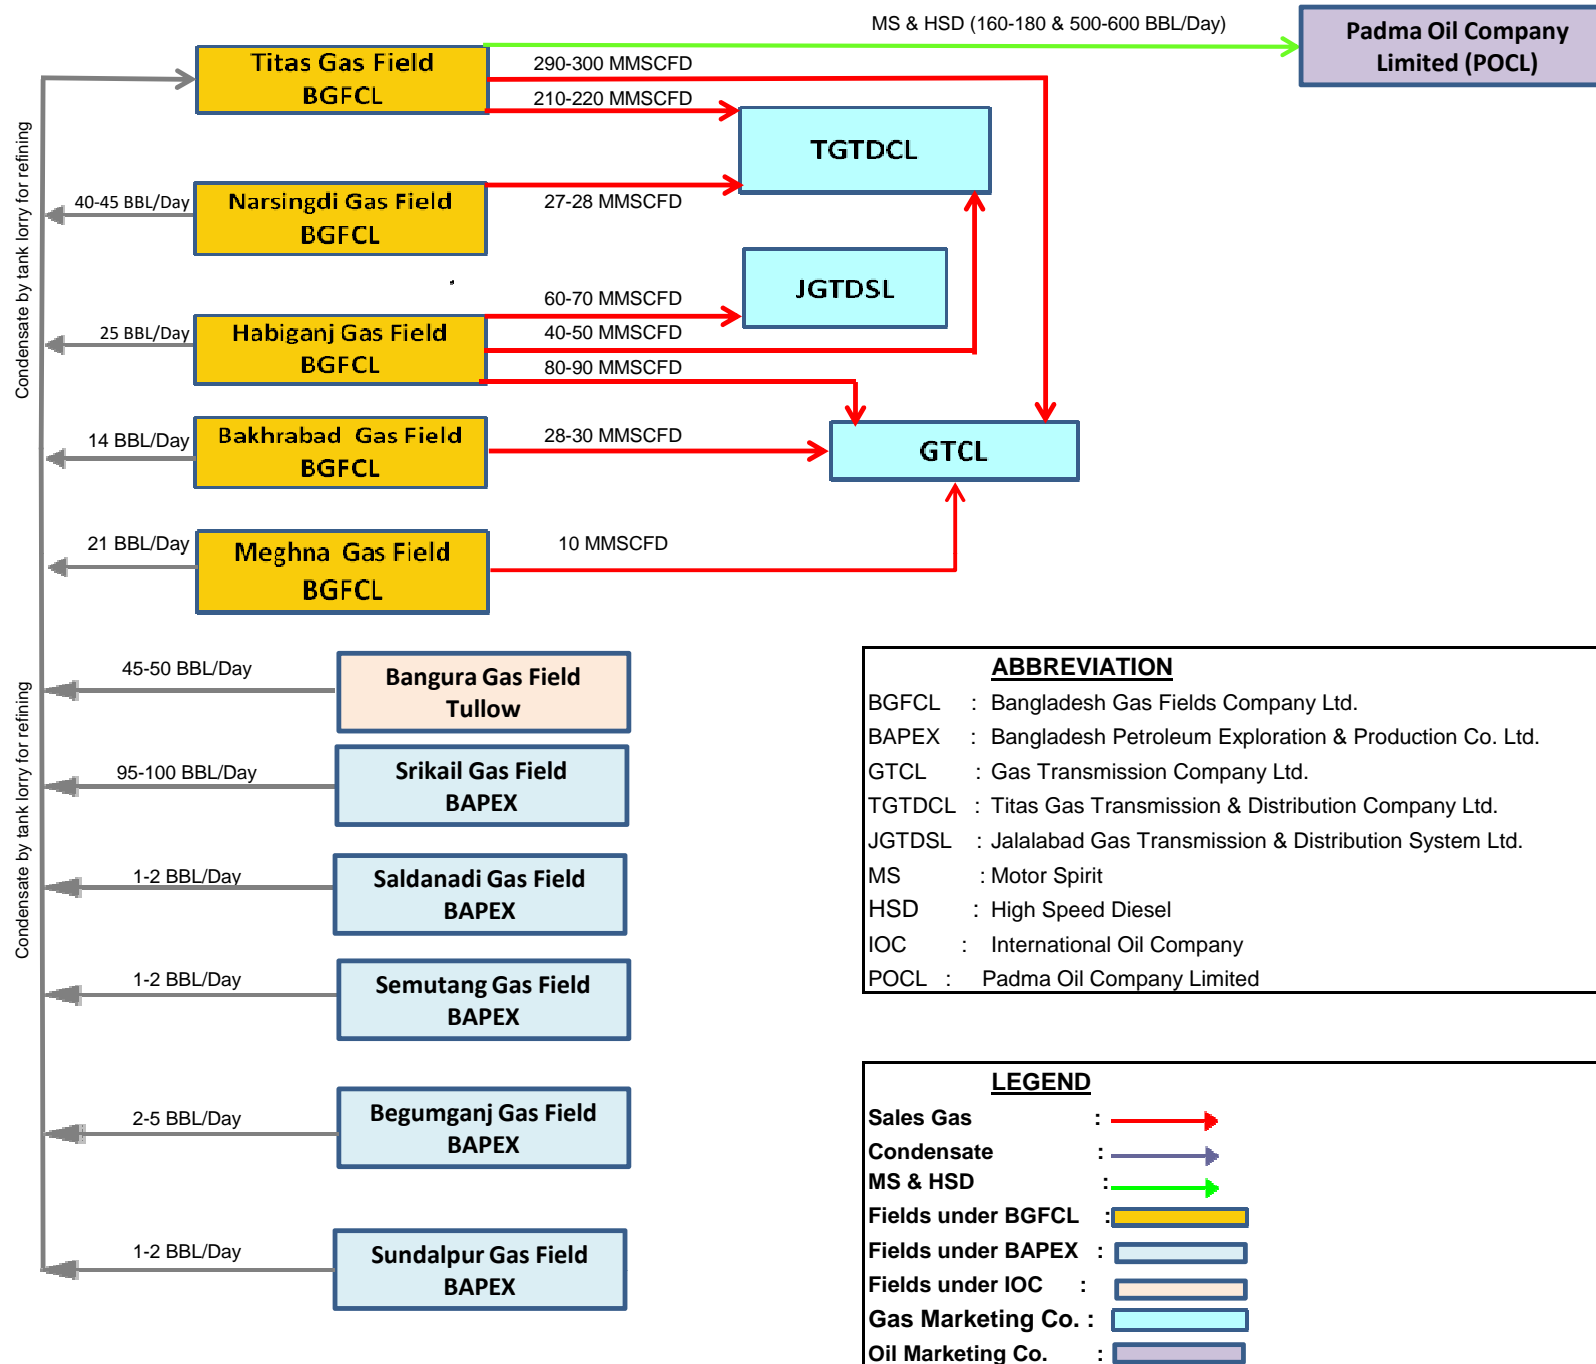 MS & HSD (160-180 & 500-600 BBL/Day)
Padma Oil Company
Limited (POCL)
Titas Gas Field
BGFCL
290-300 MMSCFD
210-220 MMSCFD
TGTDCL
Condensate by tank lorry for refining
40-45 BBL/Day
Narsingdi Gas Field
BGFCL
27-28 MMSCFD
JGTDSL
60-70 MMSCFD
25 BBL/Day
Habiganj Gas Field
BGFCL
40-50 MMSCFD
80-90 MMSCFD
14 BBL/Day
Bakhrabad Gas Field
BGFCL
28-30 MMSCFD
GTCL
21 BBL/Day
Meghna Gas Field
BGFCL
10 MMSCFD
Condensate by tank lorry for refining
45-50 BBL/Day
Bangura Gas Field
Tullow
95-100 BBL/Day
Srikail Gas Field
BAPEX
1-2 BBL/Day
Saldanadi Gas Field
BAPEX
1-2 BBL/Day
Semutang Gas Field
BAPEX
2-5 BBL/Day
Begumganj Gas Field
BAPEX
1-2 BBL/Day
Sundalpur Gas Field
BAPEX
ABBREVIATION
BGFCL : Bangladesh Gas Fields Company Ltd.
BAPEX : Bangladesh Petroleum Exploration & Production Co. Ltd.
GTCL : Gas Transmission Company Ltd.
TGTDCL : Titas Gas Transmission & Distribution Company Ltd.
JGTDSL : Jalalabad Gas Transmission & Distribution System Ltd.
MS : Motor Spirit
HSD : High Speed Diesel
IOC : International Oil Company
POCL : Padma Oil Company Limited
LEGEND
Sales Gas :
Condensate :
MS & HSD :
Fields under BGFCL :
Fields under BAPEX :
Fields under IOC :
Gas Marketing Co. :
Oil Marketing Co. :